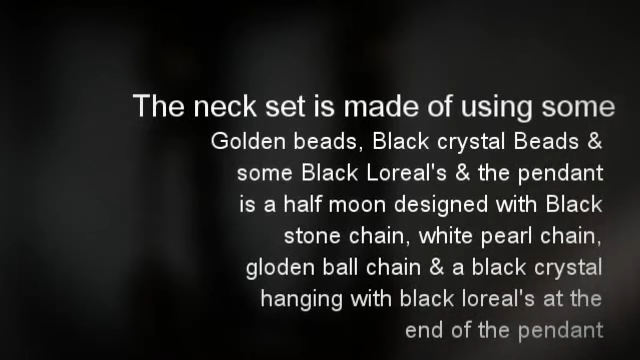 The neck set is made of using some
Golden beads, Black crystal Beads &
some Black Loreal's & the pendant
is a half moon designed with Black
stone chain, white pearl chain,
gloden ball chain & a black crystal
hanging with black loreal's at the
end of the pendant